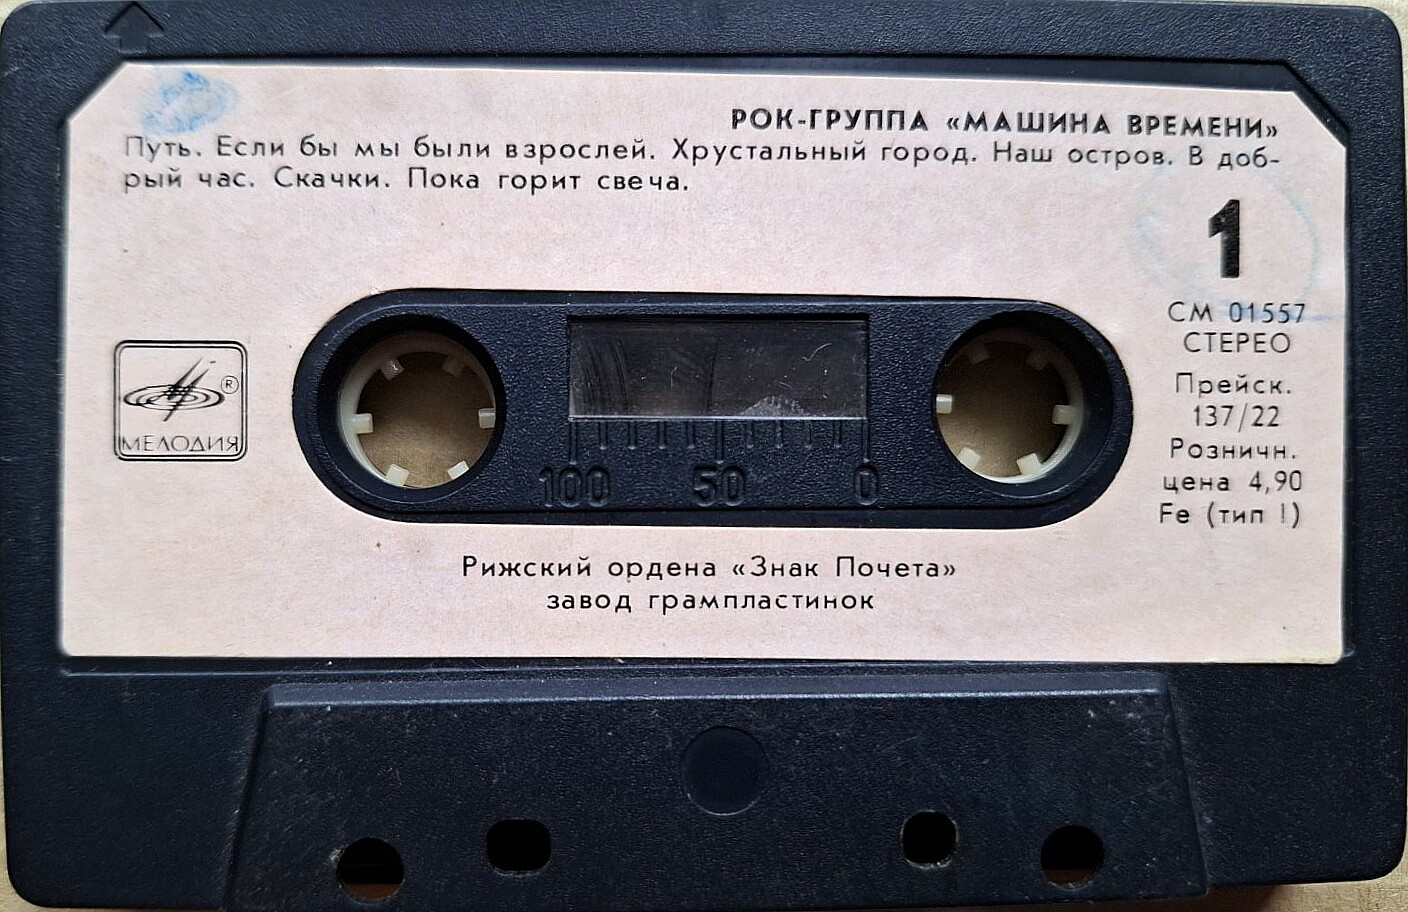 РОК-ГРУППА «МАШИНА ВРЕМЕНИ»
Путь. Если бы мы были взрослей. Хрустальный город. Наш остров. В доб-
рый час. Скачки. Пока горит свеча.
1
СМ 01557
СТЕРЕО
Прейск.
137/22
Розничн.
цена 4,90
Fe (тип I)
®
МЕЛОДИЯ
100 50 0
Рижский ордена «Знак Почета»
завод грампластинок